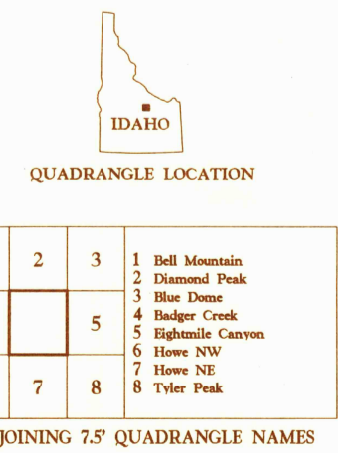 IDAHO
QUADRANGLE LOCATION
2 3
5
7 8
1 Bell Mountain
2 Diamond Peak
3 Blue Dome
4 Badger Creek
5 Eightmile Canyon
6 Howe NW
7 Howe NE
8 Tyler Peak
JOINING 7.5' QUADRANGLE NAMES